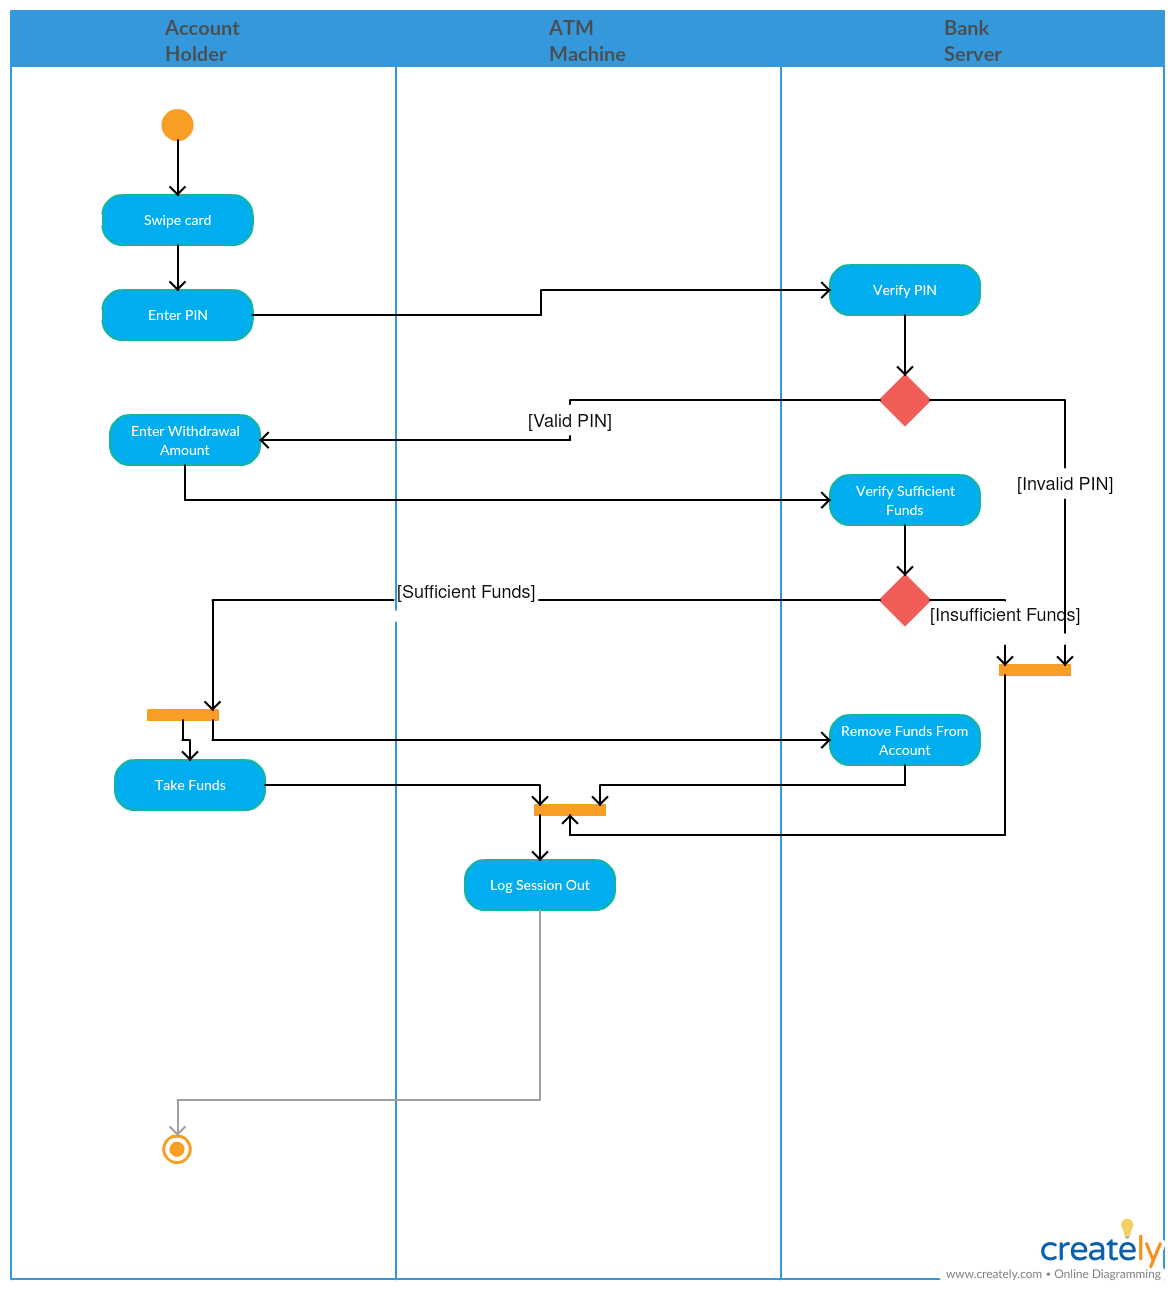 Account
Holder
ATM
Machine
Bank
Server
Swipe card
Enter PIN
Verify PIN
[Valid PIN]
Enter Withdrawal
Amount
[Invalid PIN]
Verify Sufficient
Funds
[Sufficient Funds]
[Insufficient Funds]
Remove Funds From
Account
Take Funds
Log Session Out
creately
www.creately.com • Online Diagramming